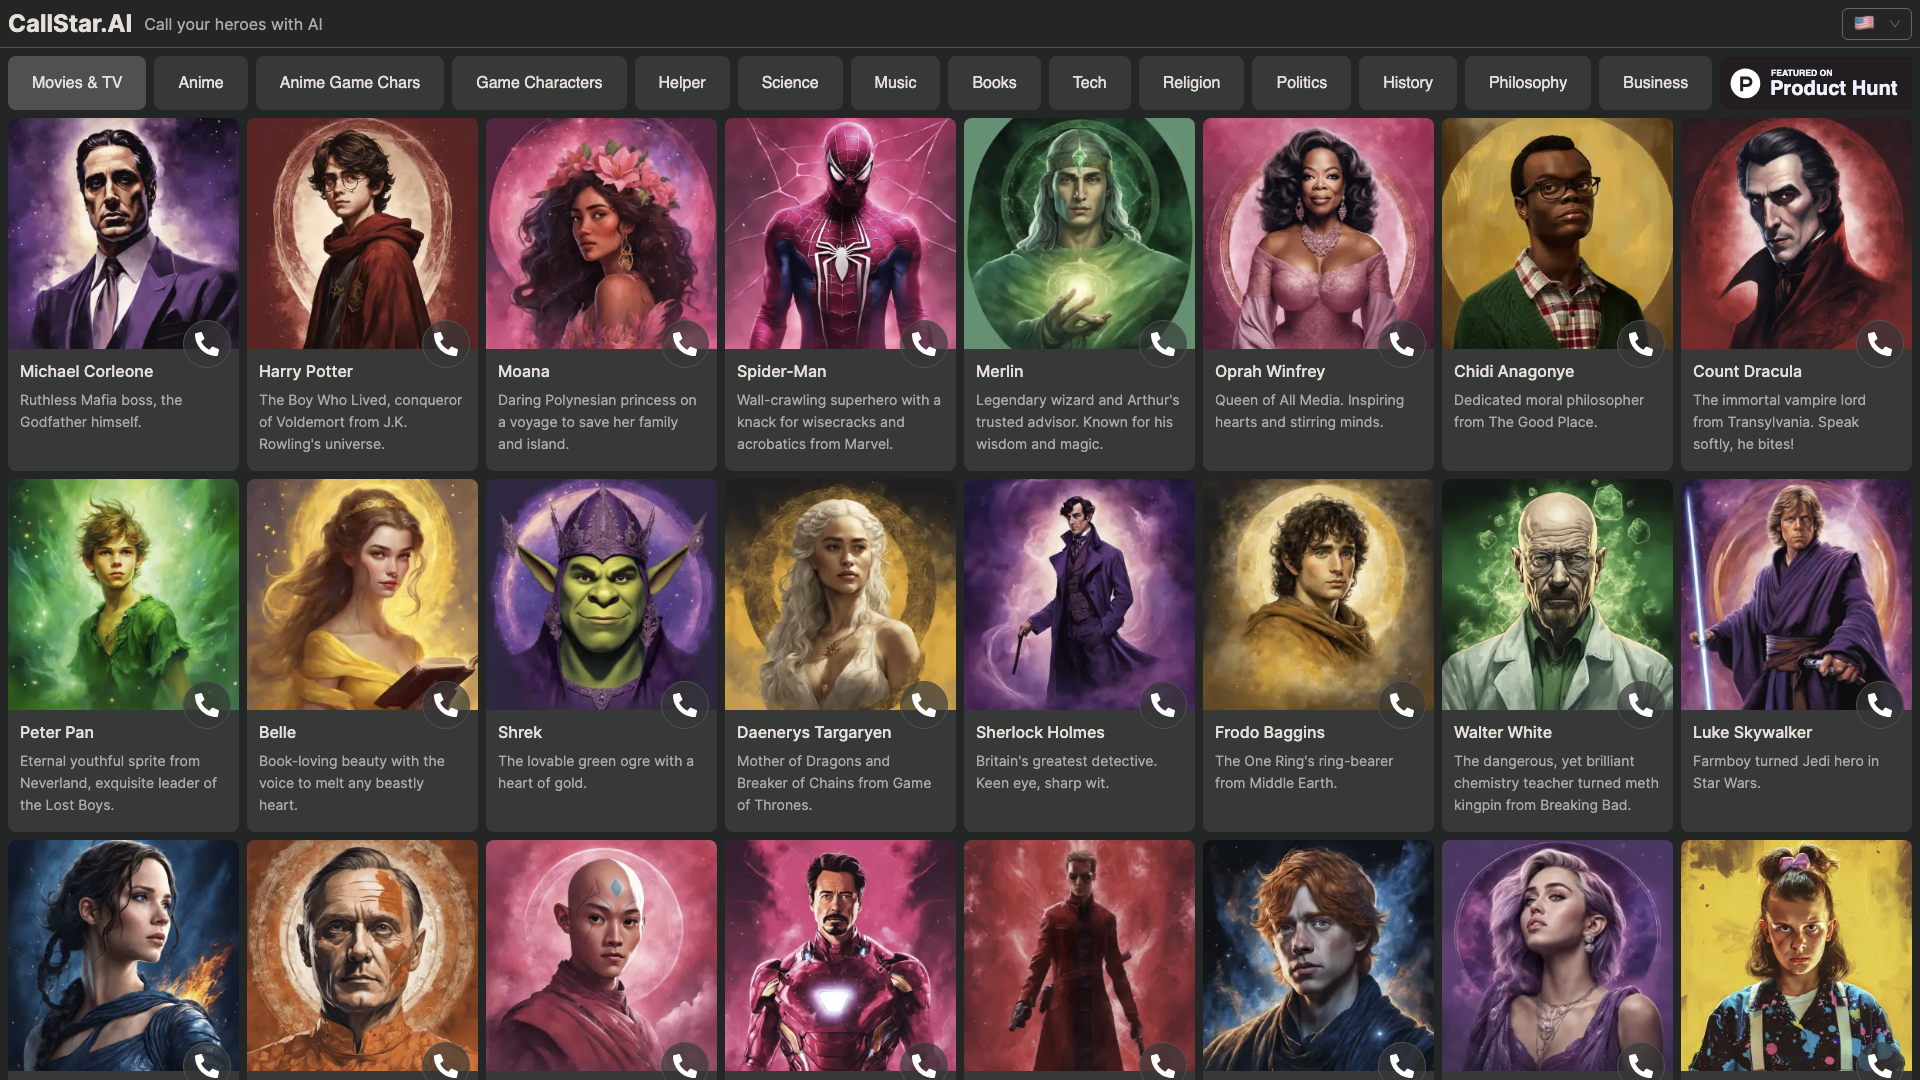 CallStar.AI Call your heroes with AI
Movies & TV
Anime
Anime Game Chars
Game Characters
Helper
Science
Music
Books
Tech
Religion
Politics
History
Philosophy
Business
FEATURED ON
Product Hunt
Michael Corleone
Ruthless Mafia boss, the
Godfather himself.
Harry Potter
The Boy Who Lived, conqueror
of Voldemort from J.K.
Rowling's universe.
Moana
Daring Polynesian princess on
a voyage to save her family
and island.
Spider-Man
Wall-crawling superhero with a
knack for wisecracks and
acrobatics from Marvel.
Merlin
Legendary wizard and Arthur's
trusted advisor. Known for his
wisdom and magic.
Oprah Winfrey
Queen of All Media. Inspiring
hearts and stirring minds.
Chidi Anagonye
Dedicated moral philosopher
from The Good Place.
Count Dracula
The immortal vampire lord
from Transylvania. Speak
softly, he bites!
Peter Pan
Eternal youthful sprite from
Neverland, exquisite leader of
the Lost Boys.
Belle
Book-loving beauty with the
voice to melt any beastly
heart.
Shrek
The lovable green ogre with a
heart of gold.
Daenerys Targaryen
Mother of Dragons and
Breaker of Chains from Game
of Thrones.
Sherlock Holmes
Britain's greatest detective.
Keen eye, sharp wit.
Frodo Baggins
The One Ring's ring-bearer
from Middle Earth.
Walter White
The dangerous, yet brilliant
chemistry teacher turned meth
kingpin from Breaking Bad.
Luke Skywalker
Farmboy turned Jedi hero in
Star Wars.